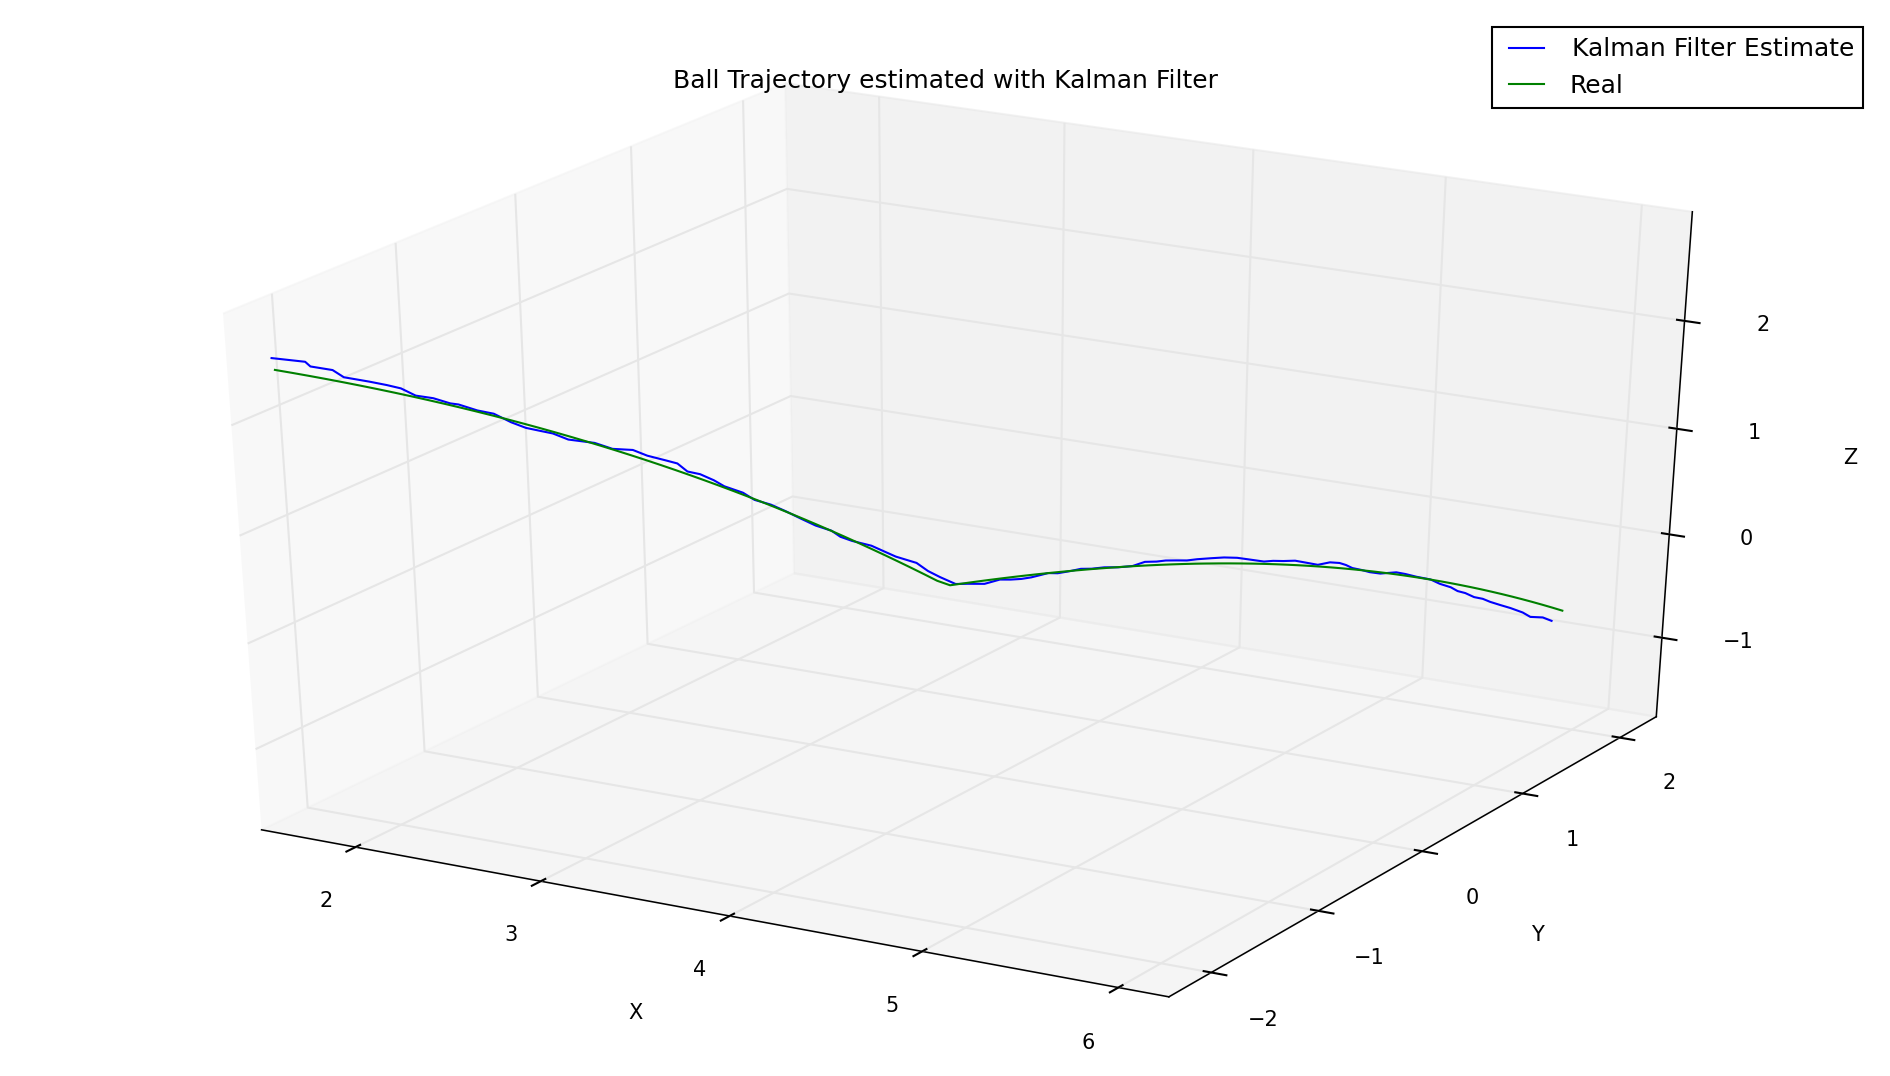 Kalman Filter Estimate
Real
Ball Trajectory estimated with Kalman Filter
2
1
0
−1
Z
2
1
0
−1
−2
Y
2
3
4
5
6
X